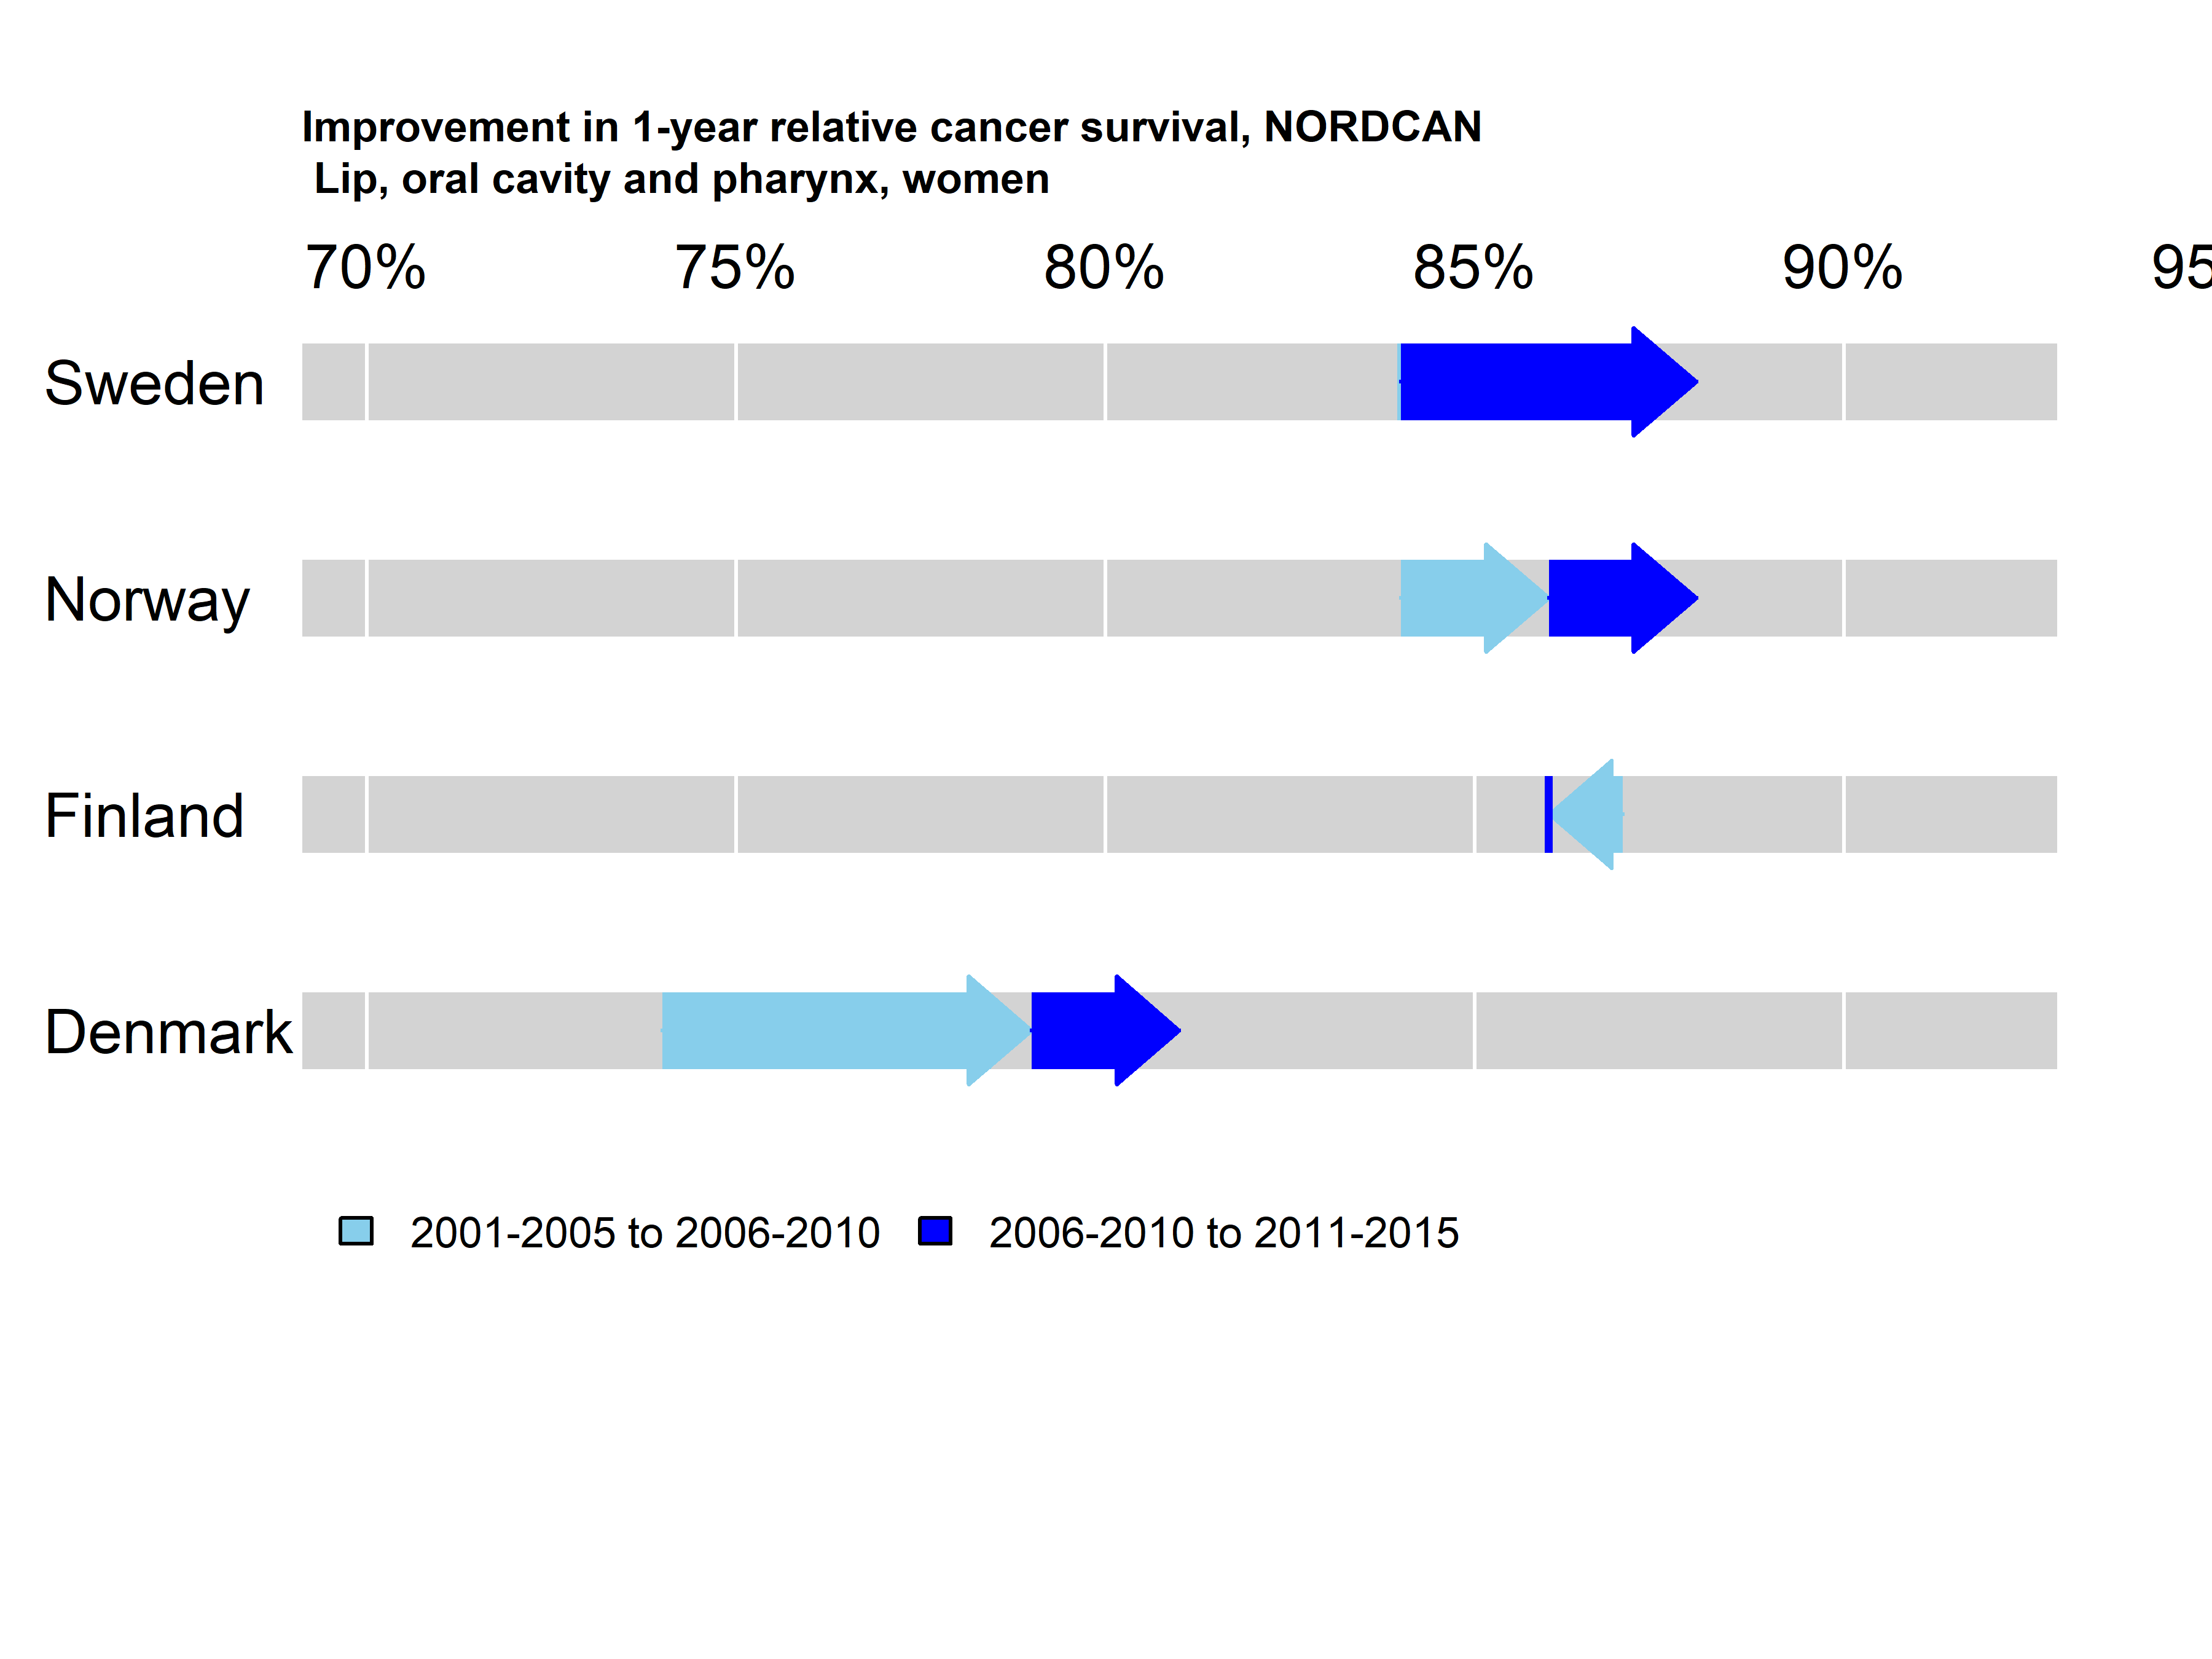 Improvement in 1-year relative cancer survival, NORDCAN
Lip, oral cavity and pharynx, women
70% 75% 80% 85% 90% 95
Sweden
Norway
Finland
Denmark
2001-2005 to 2006-2010 2006-2010 to 2011-2015